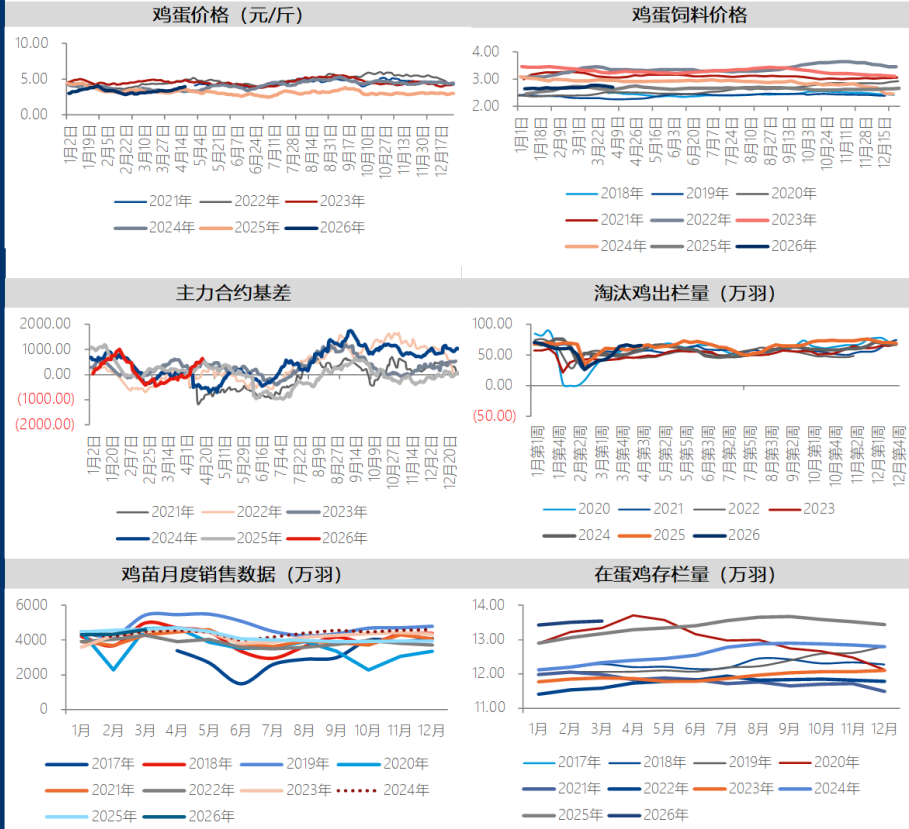 鸡蛋价格（元/斤）
10.00
5.00
0.00
1月2日
1月19日
2月5日
2月22日
3月10日
3月27日
4月14日
5月4日
5月21日
6月7日
6月24日
7月11日
7月28日
8月14日
8月31日
9月17日
10月10日
10月27日
11月13日
11月30日
12月17日
2021年 2022年 2023年
2024年 2025年 2026年
鸡蛋饲料价格
4.00
3.00
2.00
1月1日
1月18日
2月9日
3月1日
3月22日
4月9日
4月26日
5月16日
6月2日
6月20日
7月7日
7月24日
8月10日
8月27日
9月13日
10月7日
10月24日
11月11日
11月28日
12月15日
2018年 2019年 2020年
2021年 2022年 2023年
2024年 2025年 2026年
主力合约基差
2000.00
1000.00
0.00
(1000.00)
(2000.00)
1月2日
1月20日
2月7日
2月25日
3月14日
4月1日
4月20日
5月11日
5月29日
6月16日
7月4日
7月22日
8月9日
8月27日
9月14日
10月9日
10月27日
11月14日
12月2日
12月20日
2021年 2022年 2023年
2024年 2025年 2026年
淘汰鸡出栏量（万羽）
100.00
50.00
0.00
(50.00)
1月第1周
1月第4周
2月第2周
3月第1周
3月第4周
4月第3周
5月第2周
5月第5周
6月第3周
7月第2周
7月第5周
8月第3周
9月第2周
10月第1周
10月第4周
11月第2周
12月第1周
12月第4周
2020 2021 2022 2023
2024 2025 2026
鸡苗月度销售数据（万羽）
6000
4000
2000
0
1月 2月 3月 4月 5月 6月 7月 8月 9月 10月 11月 12月
2017年 2018年 2019年 2020年
2021年 2022年 2023年 2024年
2025年 2026年
在蛋鸡存栏量（万羽）
14.00
13.00
12.00
11.00
1月 2月 3月 4月 5月 6月 7月 8月 9月 10月 11月 12月
2017年 2018年 2019年 2020年
2021年 2022年 2023年 2024年
2025年 2026年